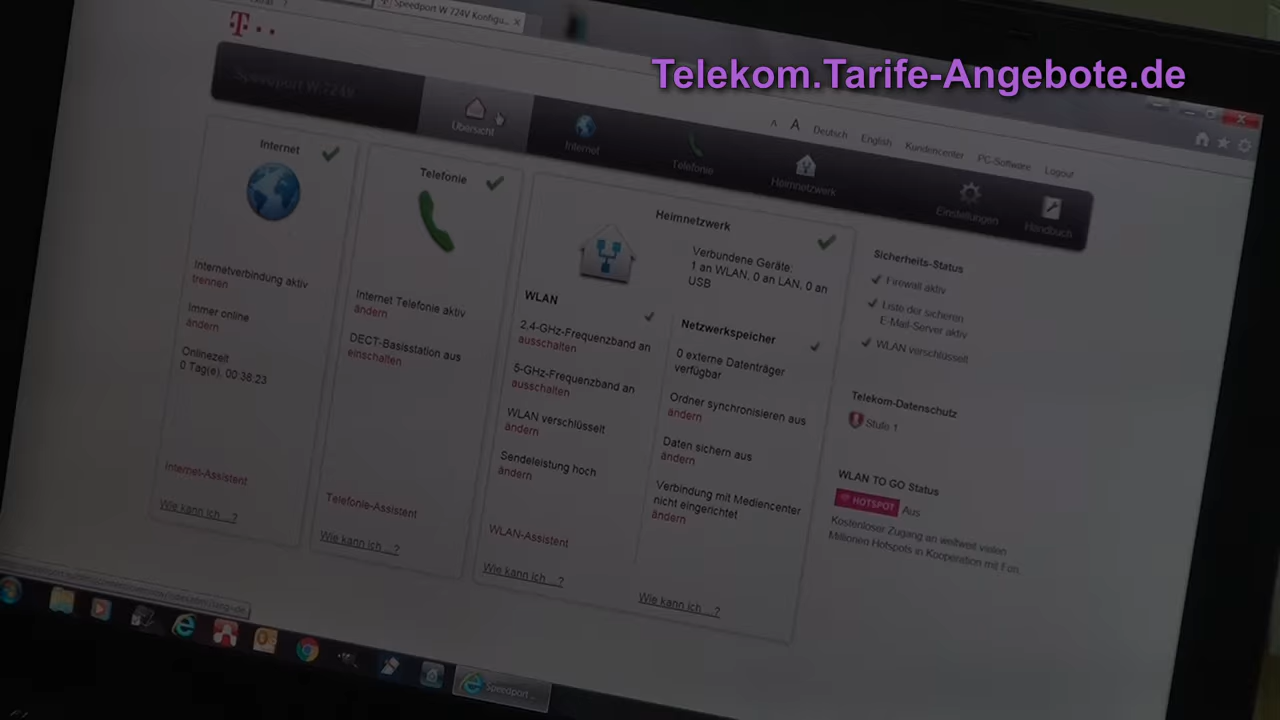 Speedport W 724V Konfigu...
Telekom.Tarife-Angebote.de
T
Speedport W 724V
Übersicht
Internet
Telefonie
Heimnetzwerk
Einstellungen
Handbuch
A A Deutsch English Kundencenter PC-Software Logout
Internet
Internetverbindung aktiv
trennen
Immer online
ändern
Onlinezeit
0 Tag(e), 00:38:23
Internet-Assistent
Wie kann ich ...?
Telefonie
Internet Telefonie aktiv
ändern
DECT-Basisstation aus
einschalten
Telefonie-Assistent
Wie kann ich ...?
Heimnetzwerk
Verbundene Geräte:
1 an WLAN, 0 an LAN, 0 an
USB
WLAN
2,4-GHz-Frequenzband an
ausschalten
5-GHz-Frequenzband an
ausschalten
WLAN verschlüsselt
ändern
Sendeleistung hoch
ändern
WLAN-Assistent
Wie kann ich ...?
Netzwerkspeicher
0 externe Datenträger
verfügbar
Ordner synchronisieren aus
ändern
Daten sichern aus
ändern
Verbindung mit Mediencenter
nicht eingerichtet
ändern
Wie kann ich ...?
Sicherheits-Status
Firewall aktiv
Liste der sicheren
E-Mail-Server aktiv
WLAN verschlüsselt
Telekom-Datenschutz
Stufe 1
WLAN TO GO Status
HOTSPOT Aus
Kostenloser Zugang an weltweit vielen
Millionen Hotspots in Kooperation mit Fon.
Speedport ...